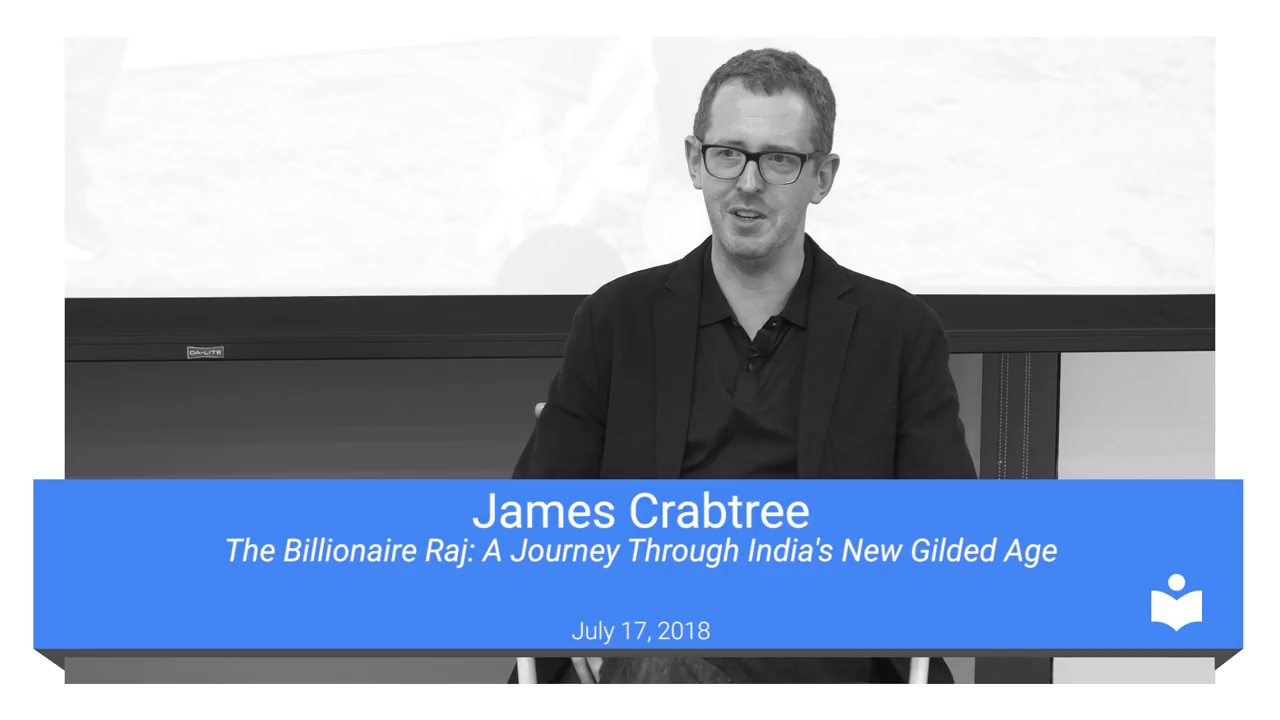 DA-LITE
James Crabtree
The Billionaire Raj: A Journey Through India's New Gilded Age
July 17, 2018